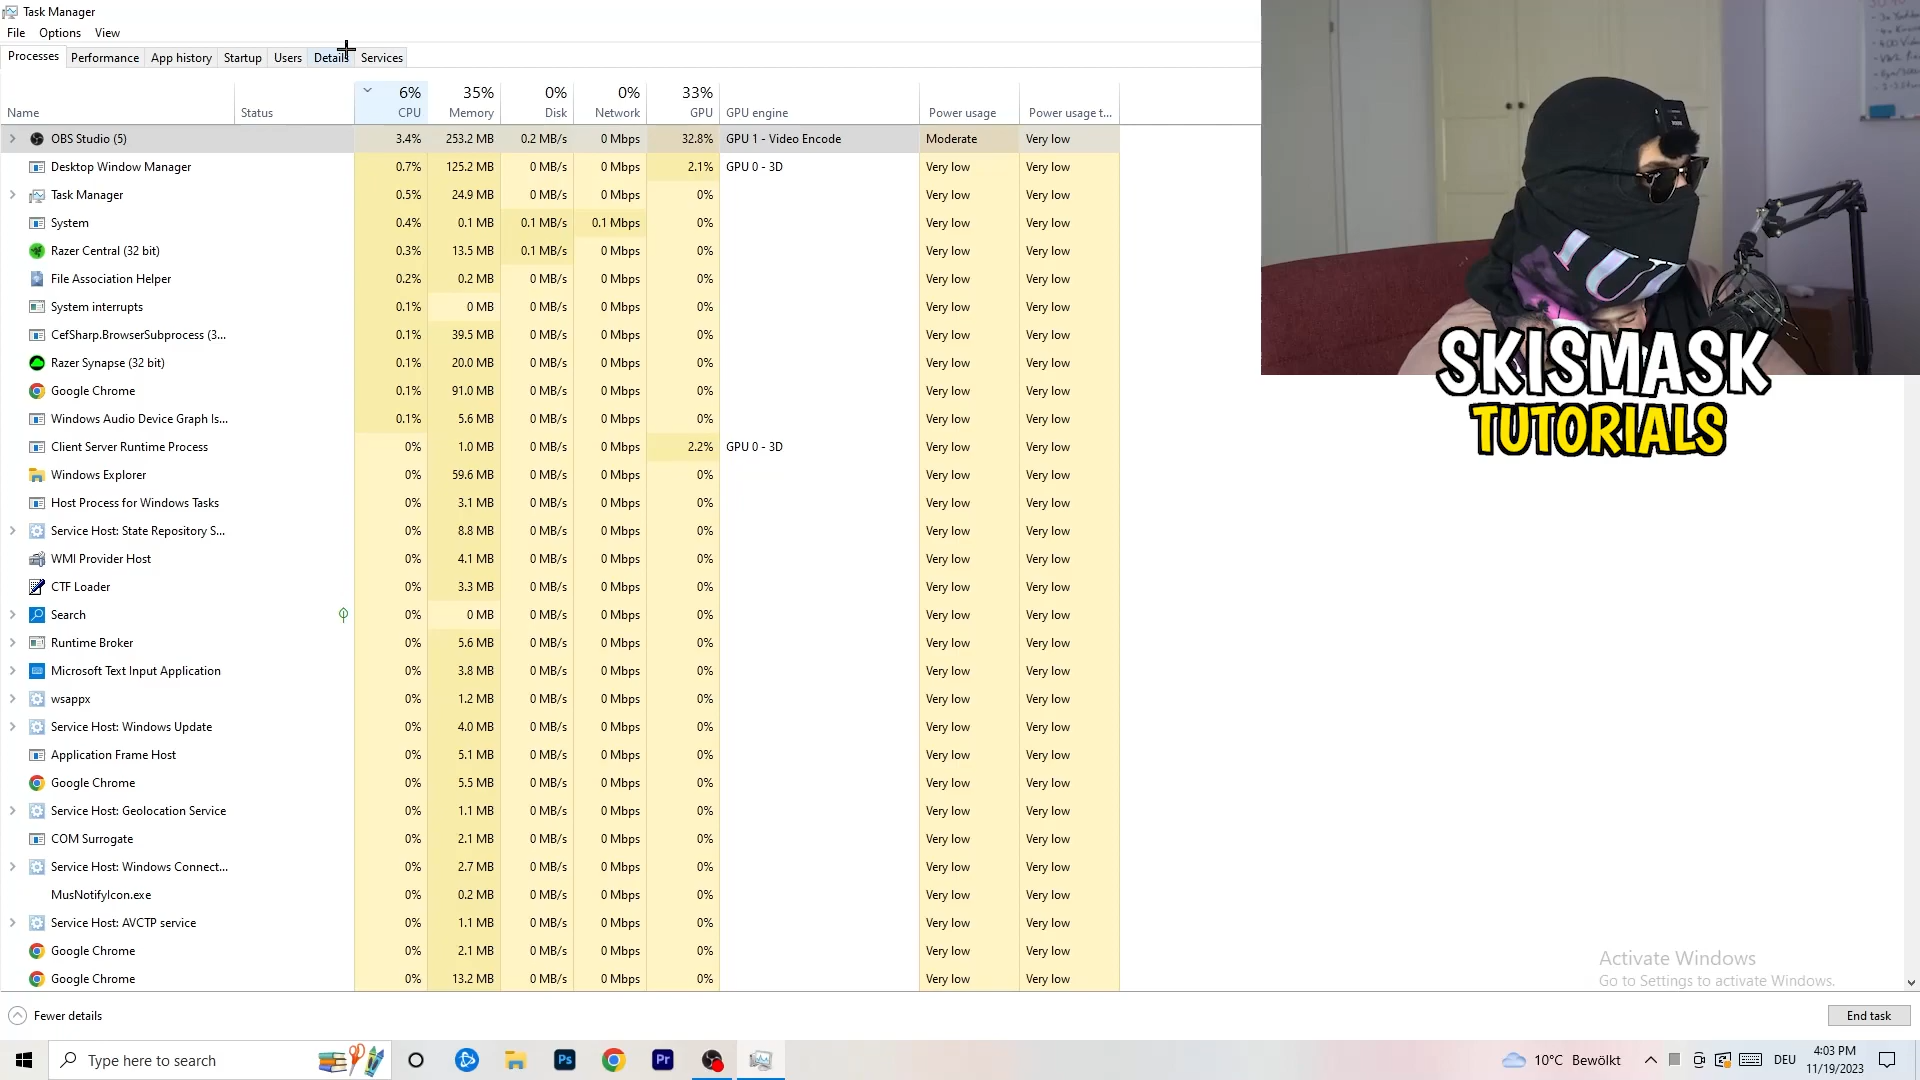 Task Manager
File Options View
Processes Performance App history Startup Users Details Services
6% 35% 0% 0% 33%
Name Status CPU Memory Disk Network GPU GPU engine Power usage Power usage t...
OBS Studio (5) 3.4% 253.2 MB 0.2 MB/s 0 Mbps 32.8% GPU 1 - Video Encode Moderate Very low
Desktop Window Manager 0.7% 125.2 MB 0 MB/s 0 Mbps 2.1% GPU 0 - 3D Very low Very low
Task Manager 0.5% 24.9 MB 0 MB/s 0 Mbps 0% Very low Very low
System 0.4% 0.1 MB 0.1 MB/s 0.1 Mbps 0% Very low Very low
Razer Central (32 bit) 0.3% 13.5 MB 0.1 MB/s 0 Mbps 0% Very low Very low
File Association Helper 0.2% 0.2 MB 0 MB/s 0 Mbps 0% Very low Very low
System interrupts 0.1% 0 MB 0 MB/s 0 Mbps 0% Very low Very low
CefSharp.BrowserSubprocess (3... 0.1% 39.5 MB 0 MB/s 0 Mbps 0% Very low Very low
Razer Synapse (32 bit) 0.1% 20.0 MB 0 MB/s 0 Mbps 0% Very low Very low
Google Chrome 0.1% 91.0 MB 0 MB/s 0 Mbps 0% Very low Very low
Windows Audio Device Graph Is... 0.1% 5.6 MB 0 MB/s 0 Mbps 0% Very low Very low
Client Server Runtime Process 0% 1.0 MB 0 MB/s 0 Mbps 2.2% GPU 0 - 3D Very low Very low
Windows Explorer 0% 59.6 MB 0 MB/s 0 Mbps 0% Very low Very low
Host Process for Windows Tasks 0% 3.1 MB 0 MB/s 0 Mbps 0% Very low Very low
Service Host: State Repository S... 0% 8.8 MB 0 MB/s 0 Mbps 0% Very low Very low
WMI Provider Host 0% 4.1 MB 0 MB/s 0 Mbps 0% Very low Very low
CTF Loader 0% 3.3 MB 0 MB/s 0 Mbps 0% Very low Very low
Search 0% 0 MB 0 MB/s 0 Mbps 0% Very low Very low
Runtime Broker 0% 5.6 MB 0 MB/s 0 Mbps 0% Very low Very low
Microsoft Text Input Application 0% 3.8 MB 0 MB/s 0 Mbps 0% Very low Very low
wsappx 0% 1.2 MB 0 MB/s 0 Mbps 0% Very low Very low
Service Host: Windows Update 0% 4.0 MB 0 MB/s 0 Mbps 0% Very low Very low
Application Frame Host 0% 5.1 MB 0 MB/s 0 Mbps 0% Very low Very low
Google Chrome 0% 5.5 MB 0 MB/s 0 Mbps 0% Very low Very low
Service Host: Geolocation Service 0% 1.1 MB 0 MB/s 0 Mbps 0% Very low Very low
COM Surrogate 0% 2.1 MB 0 MB/s 0 Mbps 0% Very low Very low
Service Host: Windows Connect... 0% 2.7 MB 0 MB/s 0 Mbps 0% Very low Very low
MusNotifyIcon.exe 0% 0.2 MB 0 MB/s 0 Mbps 0% Very low Very low
Service Host: AVCTP service 0% 1.1 MB 0 MB/s 0 Mbps 0% Very low Very low
Google Chrome 0% 2.1 MB 0 MB/s 0 Mbps 0% Very low Very low
Google Chrome 0% 13.2 MB 0 MB/s 0 Mbps 0% Very low Very low
SKISMASK
TUTORIALS
Activate Windows
Go to Settings to activate Windows.
Fewer details End task
Type here to search Ps Pr 10°C Bewölkt DEU 4:03 PM
11/19/2023